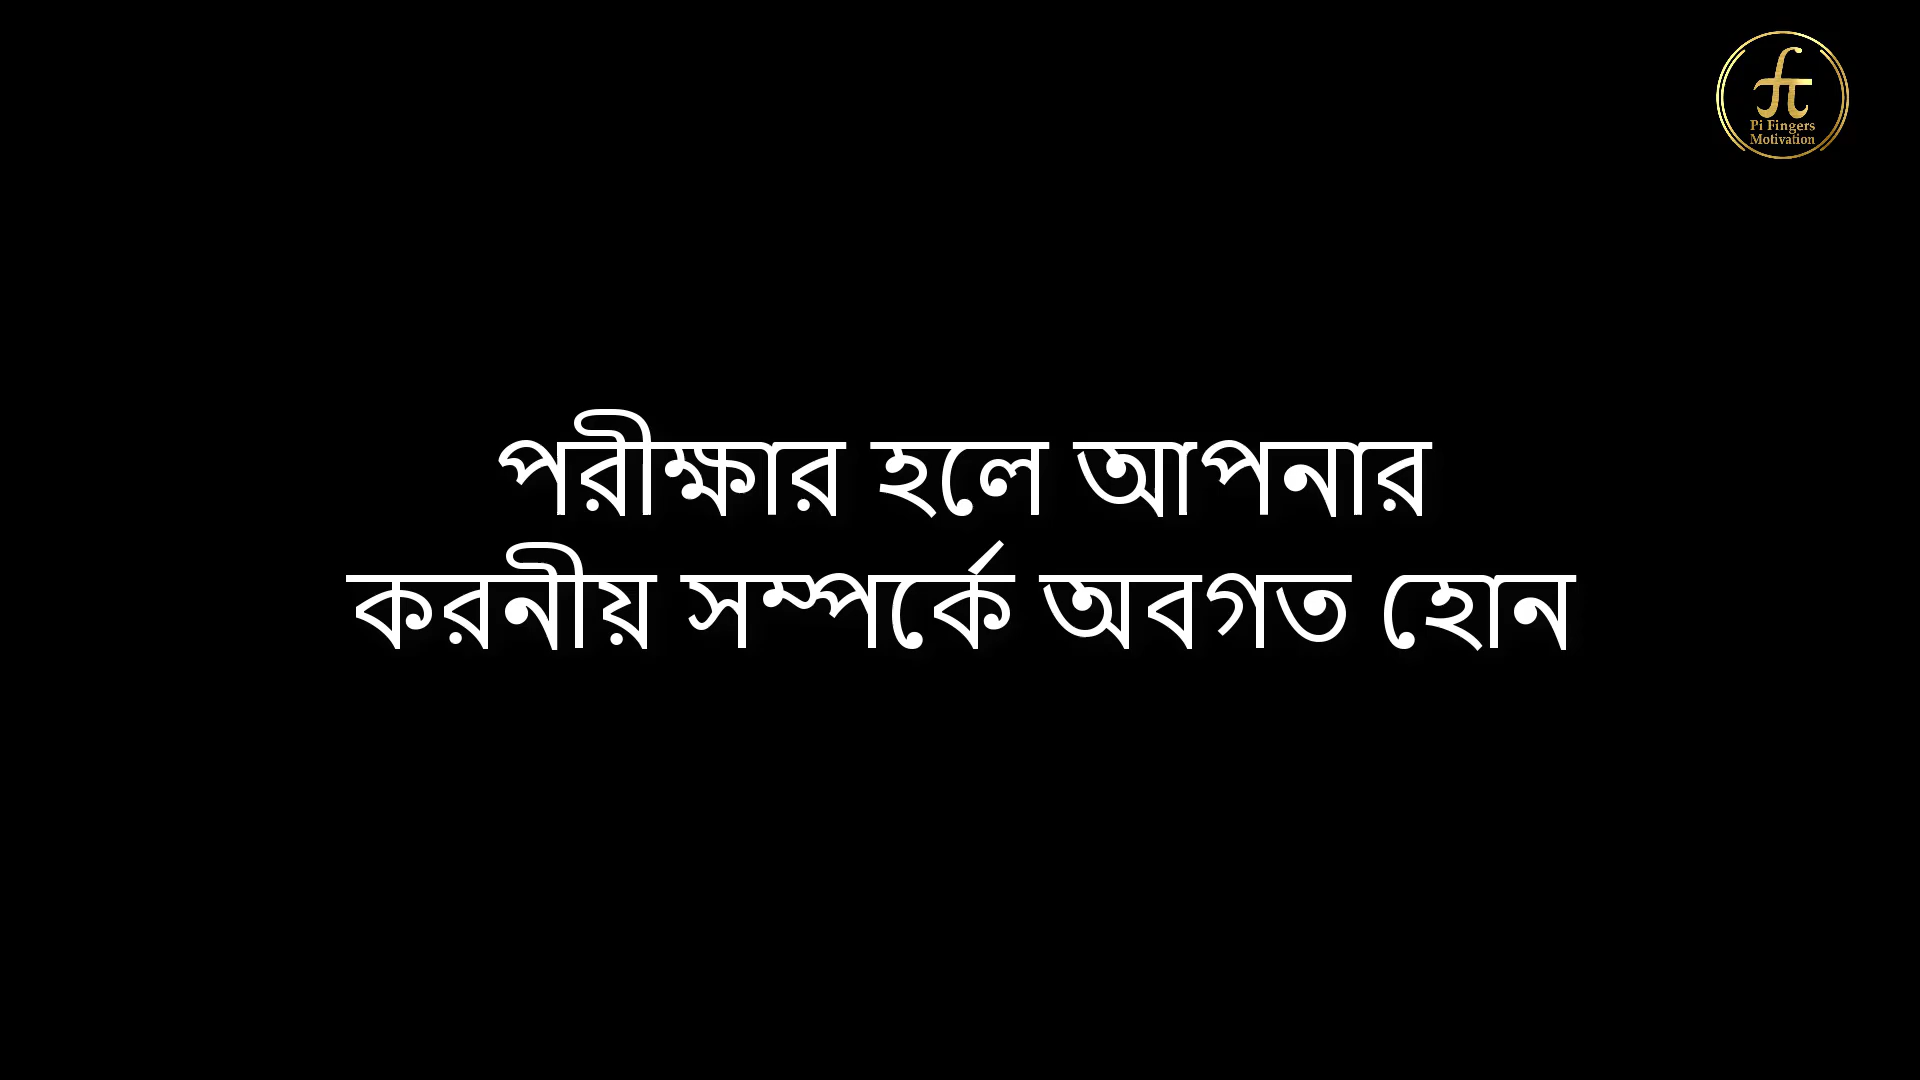 Pi Fingers
Motivation
পরীক্ষার হলে আপনার
করনীয় সম্পর্কে অবগত হোন